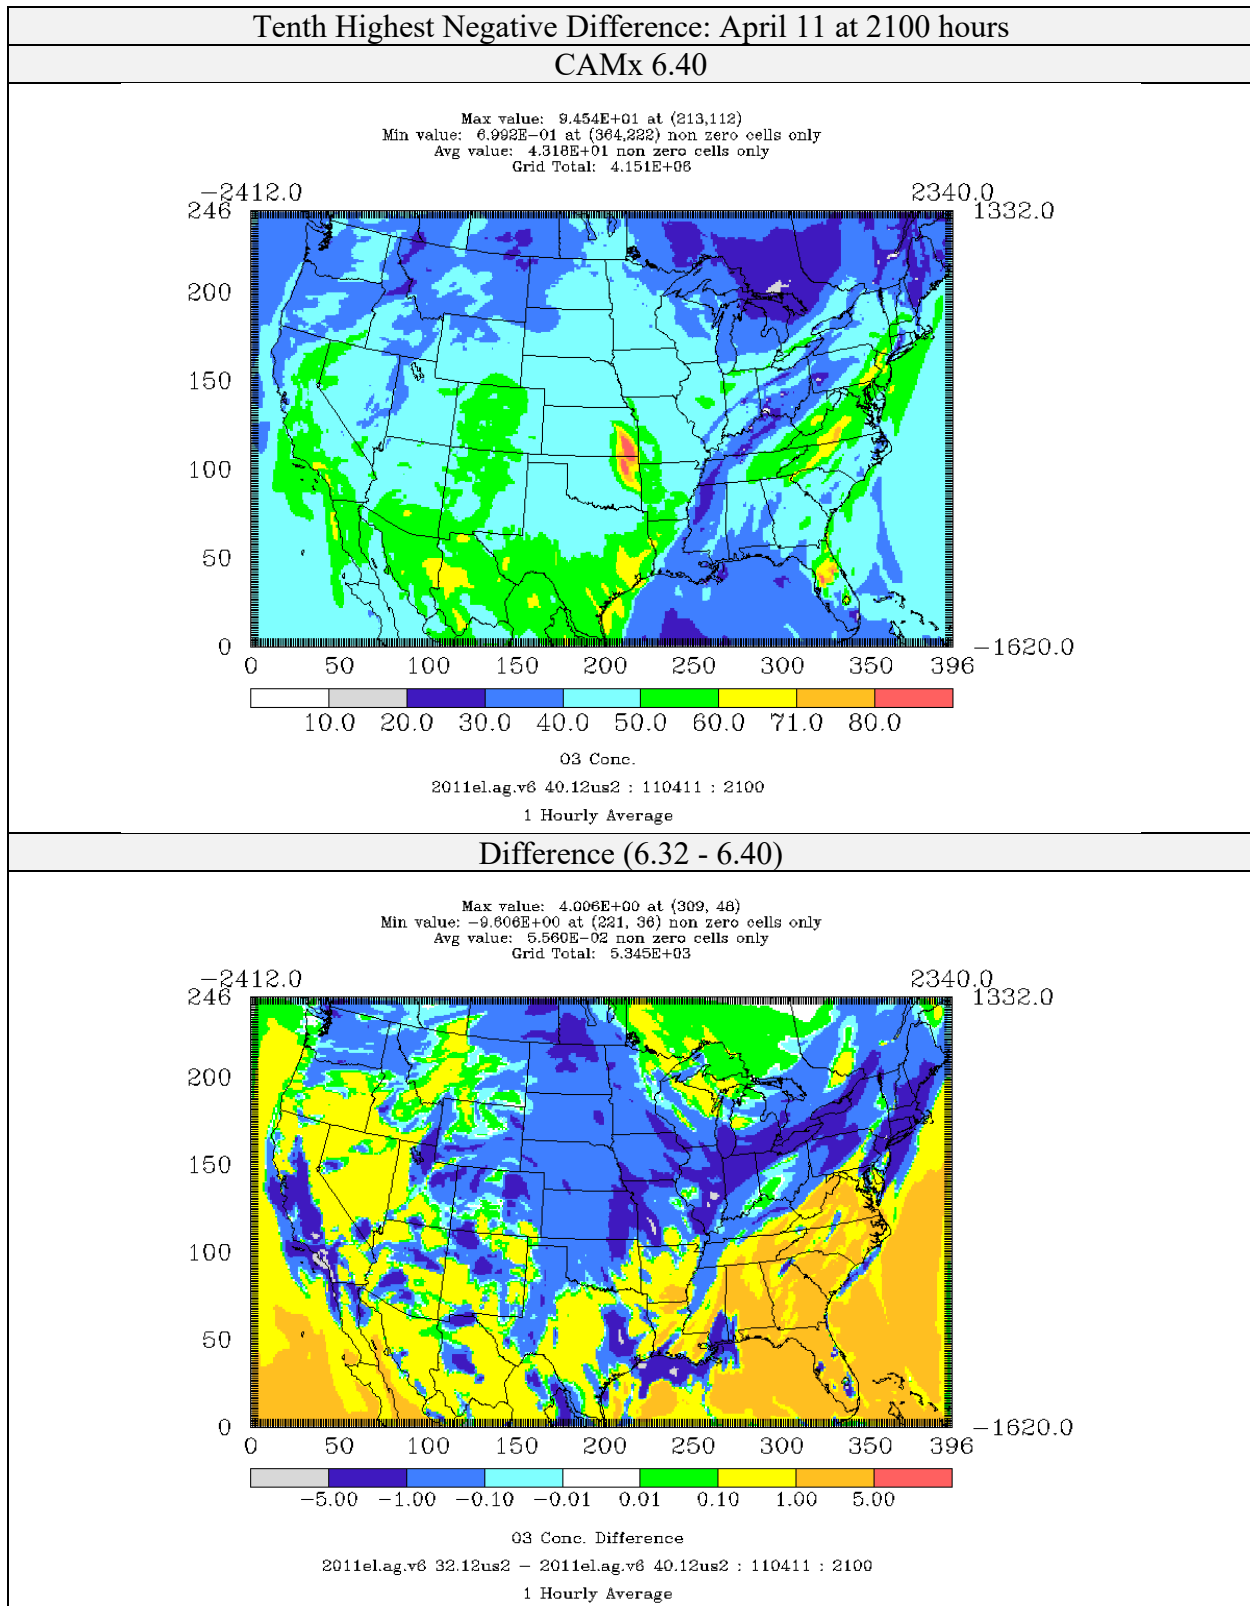 Tenth Highest Negative Difference: April 11 at 2100 hours
CAMx 6.40
Max value: 9.454E+01 at (213,112)
Min value: 6.992E-01 at (364,222) non zero cells only
Avg value: 4.318E+01 non zero cells only
Grid Total: 4.151E+06
-2412.0 2340.0
246 1332.0
200
150
100
50
0 -1620.0
0 50 100 150 200 250 300 350 396
10.0 20.0 30.0 40.0 50.0 60.0 71.0 80.0
O3 Conc.
2011el.ag.v6 40.12us2 : 110411 : 2100
1 Hourly Average
Difference (6.32 - 6.40)
Max value: 4.006E+00 at (309, 48)
Min value: -9.606E+00 at (221, 36) non zero cells only
Avg value: 5.560E-02 non zero cells only
Grid Total: 5.345E+03
-2412.0 2340.0
246 1332.0
200
150
100
50
0 -1620.0
0 50 100 150 200 250 300 350 396
-5.00 -1.00 -0.10 -0.01 0.01 0.10 1.00 5.00
O3 Conc. Difference
2011el.ag.v6 32.12us2 - 2011el.ag.v6 40.12us2 : 110411 : 2100
1 Hourly Average